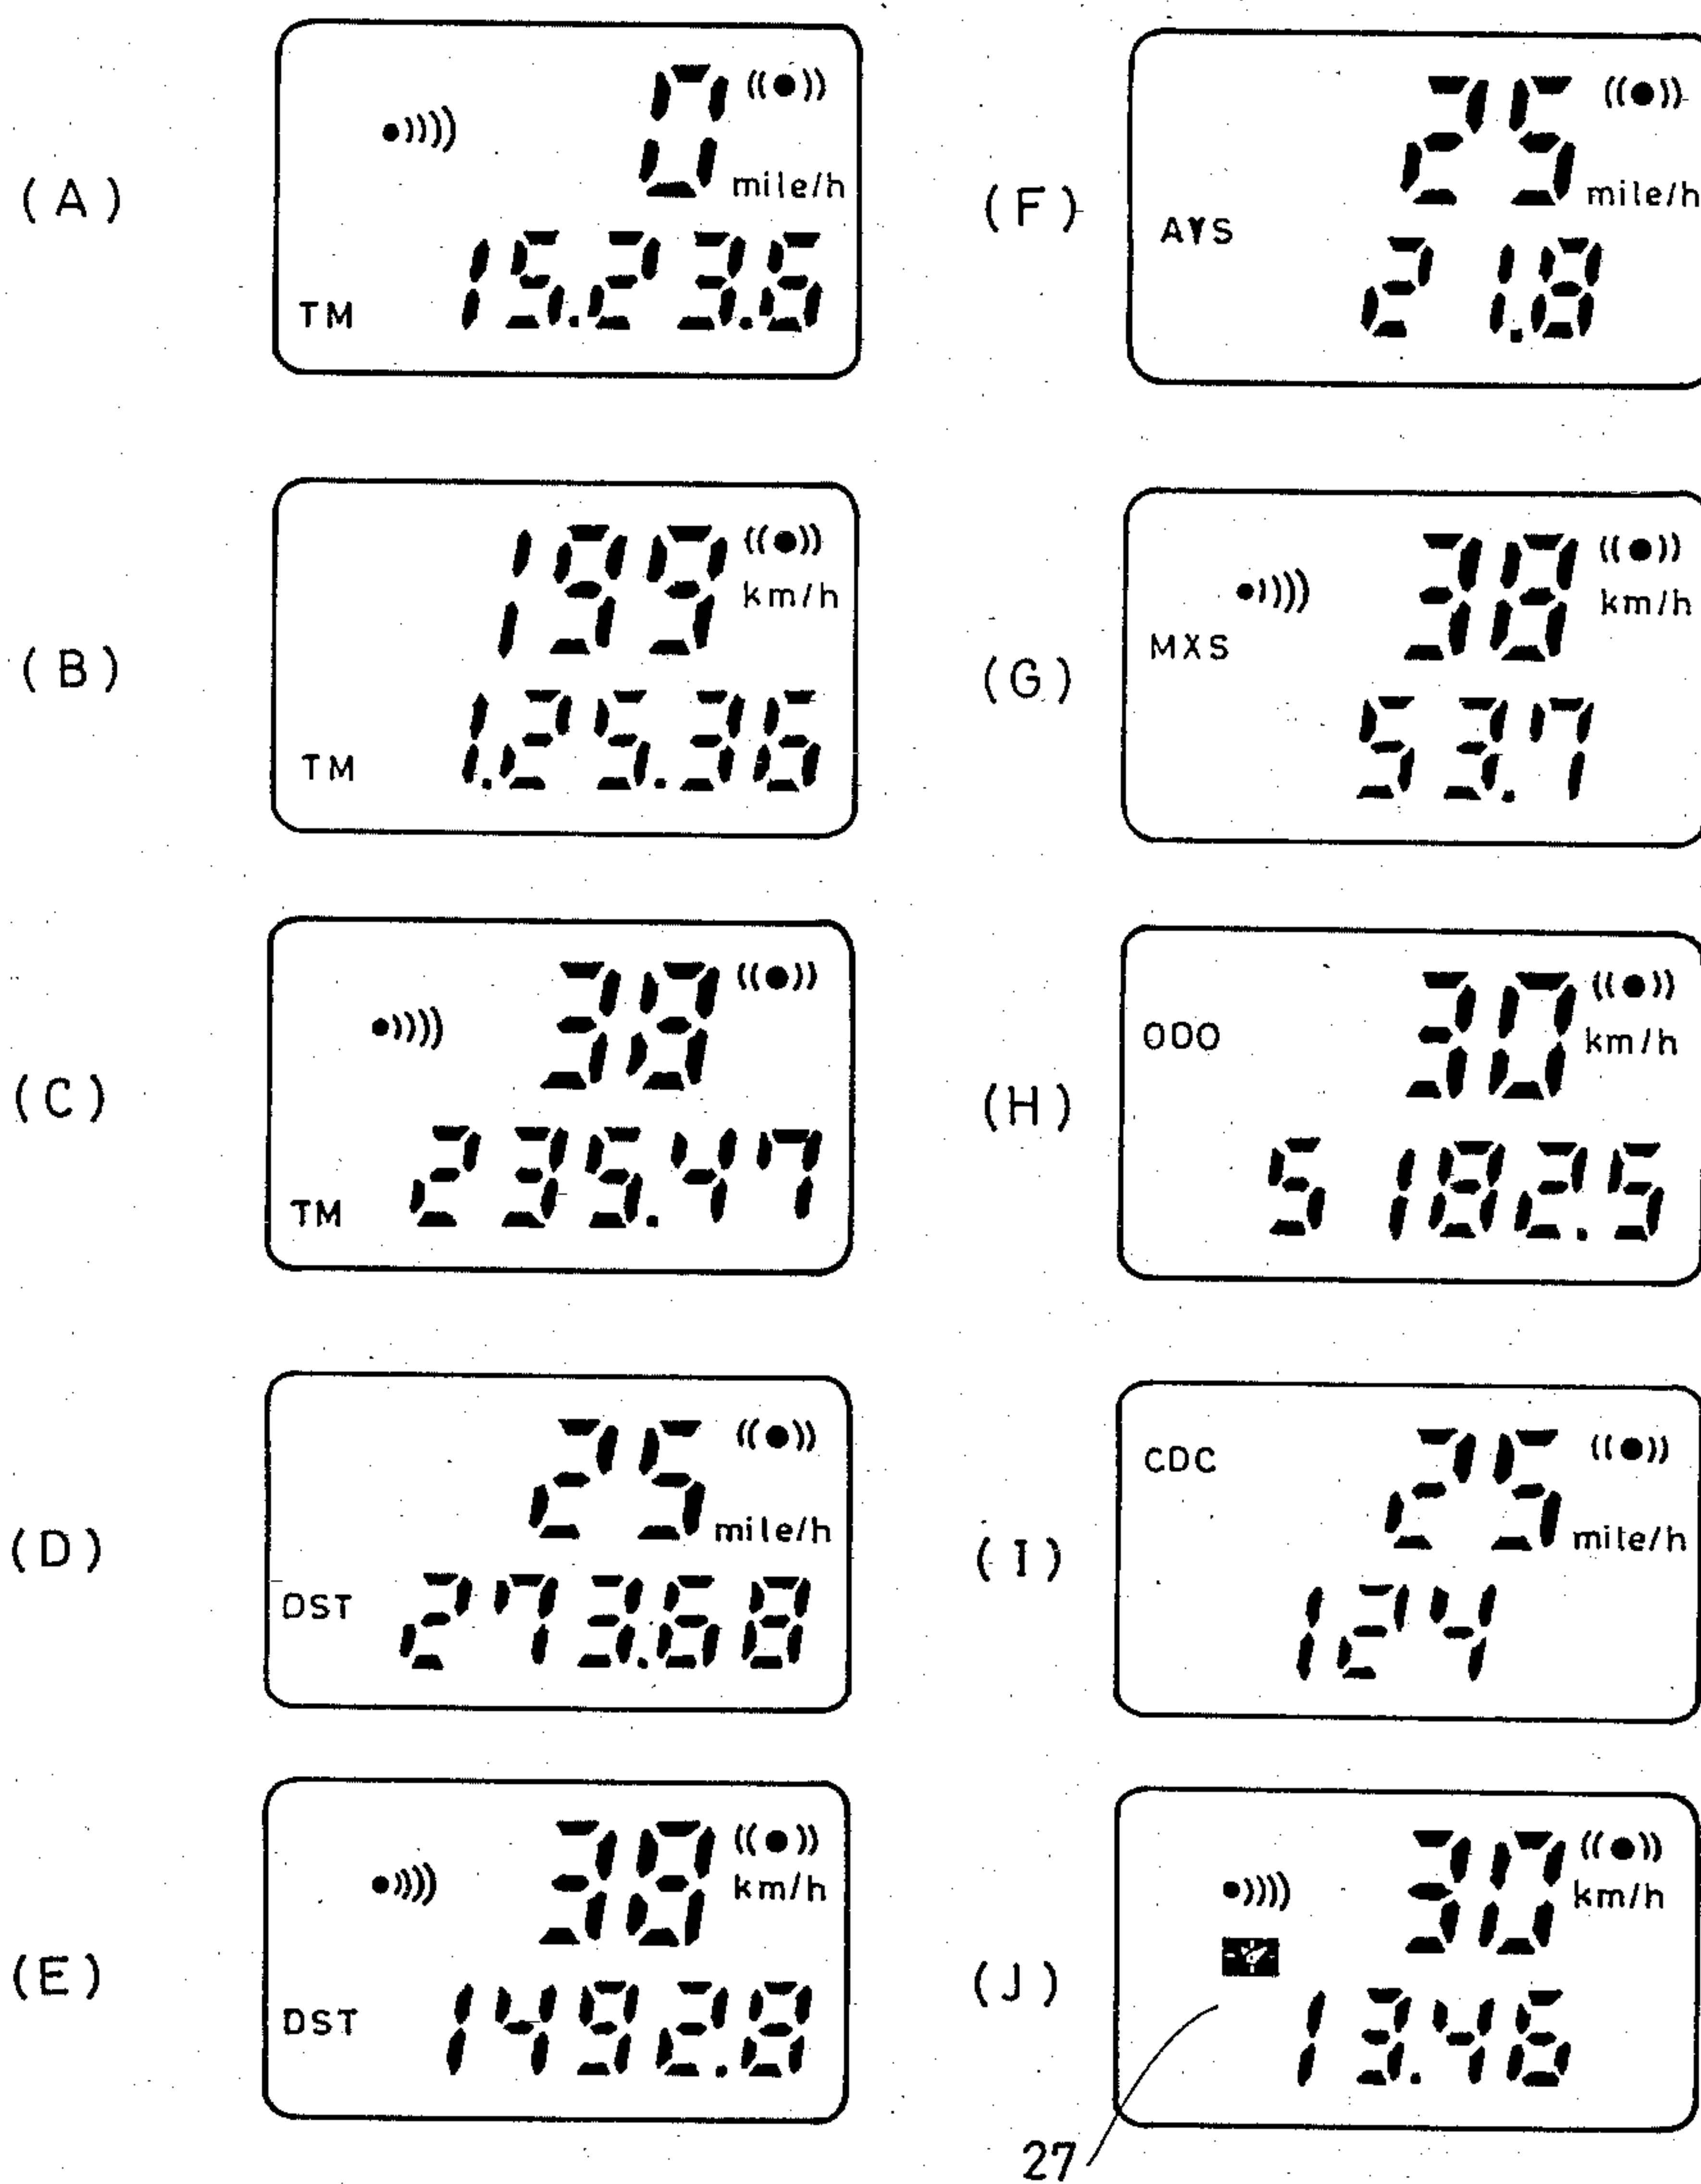 (A)
0
mile/h
TM 15.23.6
(B)
199
km/h
TM 1.25.36
(C)
38
TM 235.47
(D)
25
mile/h
DST 273.68
(E)
38
km/h
DST 1492.8
(F)
25
mile/h
AVS
21.8
(G)
38
km/h
MXS
53.7
(H)
30
ODO km/h
5182.5
(I)
CDC 25
mile/h
124
(J)
30
km/h
13.46
27